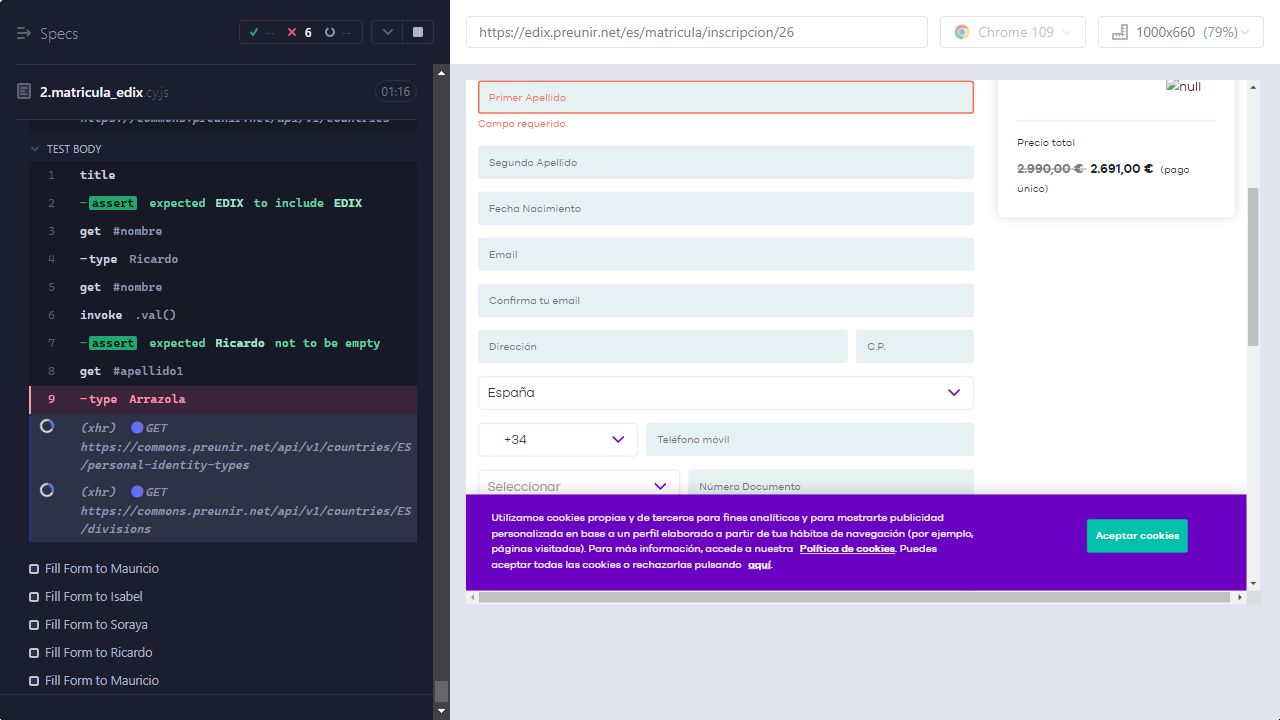 Specs
-- 6 --
2.matricula_edix.cy.js 01:16
https://commons.preunir.net/api/v1/countries
TEST BODY
1 title
2 -assert expected EDIX to include EDIX
3 get #nombre
4 -type Ricardo
5 get #nombre
6 invoke .val()
7 -assert expected Ricardo not to be empty
8 get #apellido1
9 -type Arrazola
(xhr) GET
https://commons.preunir.net/api/v1/countries/ES
/personal-identity-types
(xhr) GET
https://commons.preunir.net/api/v1/countries/ES
/divisions
Fill Form to Mauricio
Fill Form to Isabel
Fill Form to Soraya
Fill Form to Ricardo
Fill Form to Mauricio
https://edix.preunir.net/es/matricula/inscripcion/26
Chrome 109
1000x660 (79%)
Primer Apellido
Campo requerido.
Segundo Apellido
Fecha Nacimiento
Email
Confirma tu email
Dirección C.P.
España
+34 Teléfono móvil
Seleccionar Número Documento
null
Precio total
2.990,00 € 2.691,00 € (pago
único)
Utilizamos cookies propias y de terceros para fines analíticos y para mostrarte publicidad
personalizada en base a un perfil elaborado a partir de tus hábitos de navegación (por ejemplo,
páginas visitadas). Para más información, accede a nuestra Política de cookies. Puedes
aceptar todas las cookies o rechazarlas pulsando aquí.
Aceptar cookies